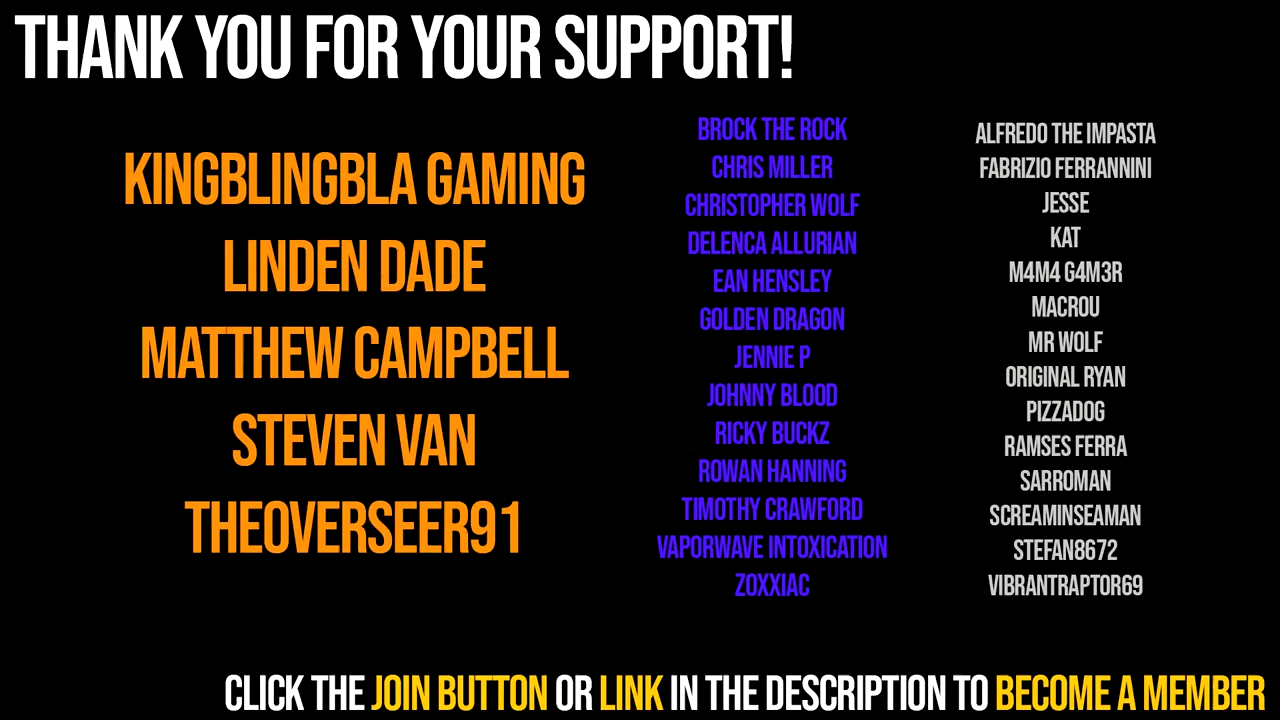 THANK YOU FOR YOUR SUPPORT!
KINGBLINGBLA GAMING
LINDEN DADE
MATTHEW CAMPBELL
STEVEN VAN
THEOVERSEER91
BROCK THE ROCK
CHRIS MILLER
CHRISTOPHER WOLF
DELENCA ALLURIAN
EAN HENSLEY
GOLDEN DRAGON
JENNIE P
JOHNNY BLOOD
RICKY BUCKZ
ROWAN HANNING
TIMOTHY CRAWFORD
VAPORWAVE INTOXICATION
ZOXXIAC
ALFREDO THE IMPASTA
FABRIZIO FERRANNINI
JESSE
KAT
M4M4 G4M3R
MACROU
MR WOLF
ORIGINAL RYAN
PIZZADOG
RAMSES FERRA
SARROMAN
SCREAMINSEAMAN
STEFAN8672
VIBRANTRAPTOR69
CLICK THE JOIN BUTTON OR LINK IN THE DESCRIPTION TO BECOME A MEMBER